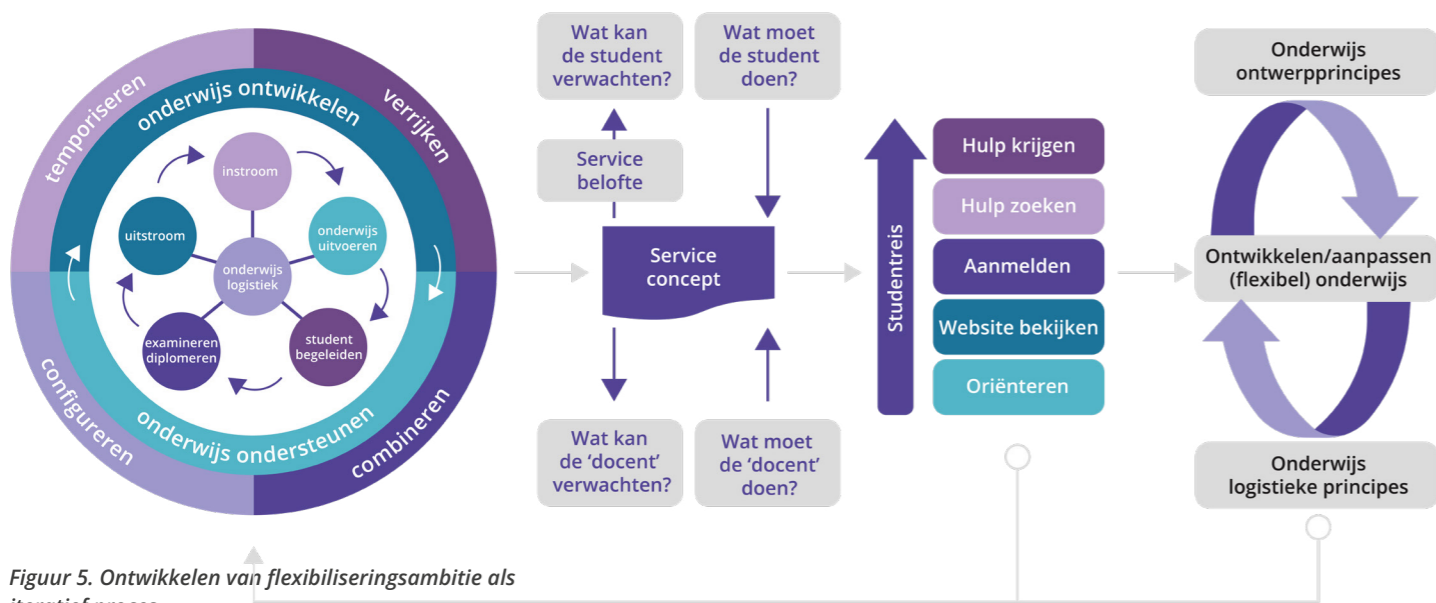 temporiseren
verrijken
configureren
combineren
onderwijs ontwikkelen
onderwijs ondersteunen
instroom
onderwijs
uitvoeren
student
begeleiden
examineren
diplomeren
uitstroom
onderwijs
logistiek
Wat kan
de student
verwachten?
Wat moet
de student
doen?
Service
belofte
Service
concept
Wat kan
de ‘docent’
verwachten?
Wat moet
de ‘docent’
doen?
Studentreis
Hulp krijgen
Hulp zoeken
Aanmelden
Website bekijken
Oriënteren
Onderwijs
ontwerpprincipes
Ontwikkelen/aanpassen
(flexibel) onderwijs
Onderwijs
logistieke principes
Figuur 5. Ontwikkelen van flexibiliseringsambitie als
iteratief proces